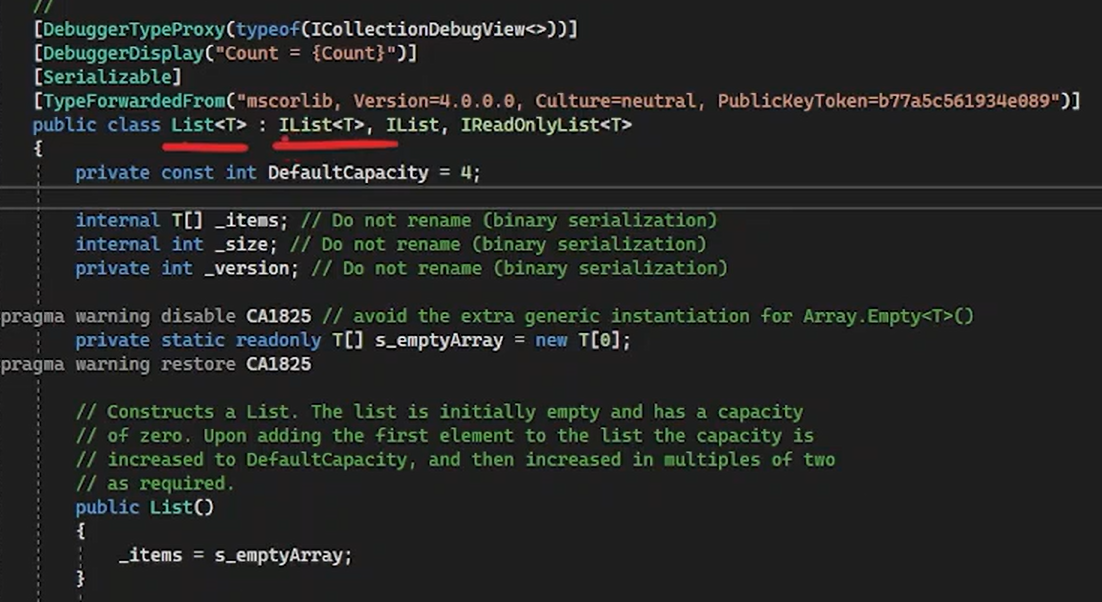 //
[DebuggerTypeProxy(typeof(ICollectionDebugView<>))]
[DebuggerDisplay("Count = {Count}")]
[Serializable]
[TypeForwardedFrom("mscorlib, Version=4.0.0.0, Culture=neutral, PublicKeyToken=b77a5c561934e089")]
public class List<T> : IList<T>, IList, IReadOnlyList<T>
{
private const int DefaultCapacity = 4;
internal T[] _items; // Do not rename (binary serialization)
internal int _size; // Do not rename (binary serialization)
private int _version; // Do not rename (binary serialization)
pragma warning disable CA1825 // avoid the extra generic instantiation for Array.Empty<T>()
private static readonly T[] s_emptyArray = new T[0];
pragma warning restore CA1825
// Constructs a List. The list is initially empty and has a capacity
// of zero. Upon adding the first element to the list the capacity is
// increased to DefaultCapacity, and then increased in multiples of two
// as required.
public List()
{
_items = s_emptyArray;
}